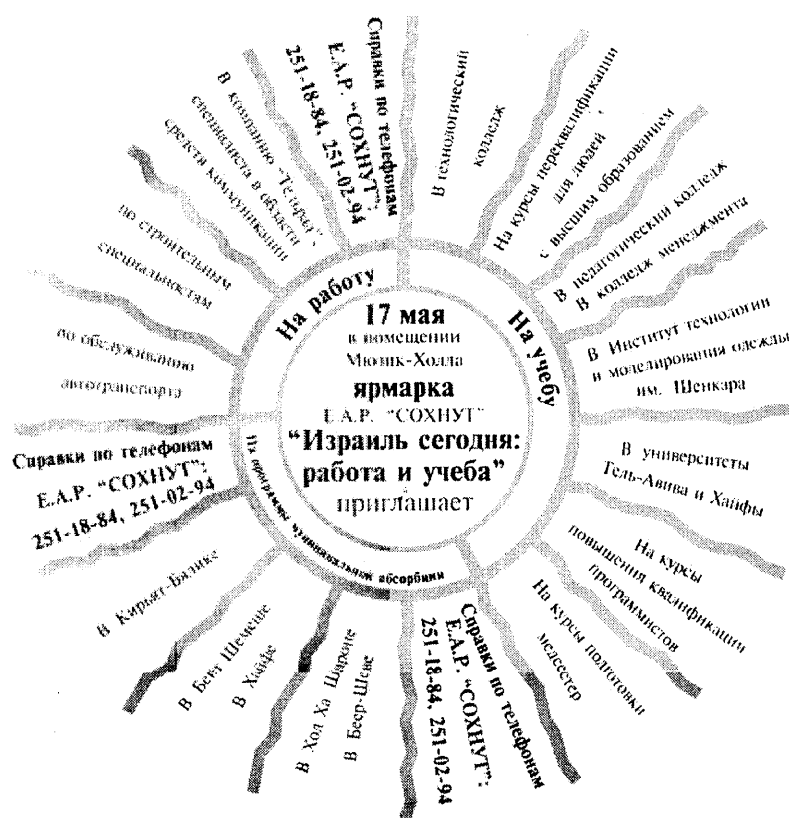 17 мая
в помещении
Мюзик-Холла
ярмарка
Е.А.Р. “СОХНУТ”
“Израиль сегодня:
работа и учеба”
приглашает
На учебу
В технологический
колледж
На курсы переквалификации
для людей
с высшим образованием
В педагогический колледж
В колледж менеджмента
В Институт технологии
и моделирования одежды
им. Шенкара
В университеты
Тель-Авива и Хайфы
На курсы
повышения квалификации
программистов
На курсы подготовки
медсестер
Справки по телефонам
Е.А.Р. “СОХНУТ”:
251-18-84, 251-02-94
На программы муниципальной абсорбции
В Беер-Шеве
В Хол Ха Шароне
В Хайфе
В Бейт Шемеше
В Кирьят-Бялике
Справки по телефонам
Е.А.Р. “СОХНУТ”:
251-18-84, 251-02-94
На работу
по обслуживанию
автотранспорта
по строительным
специальностям
В компанию “Телфаст”,
специалиста в области
средств коммуникации
Справки по телефонам
Е.А.Р. “СОХНУТ”:
251-18-84, 251-02-94